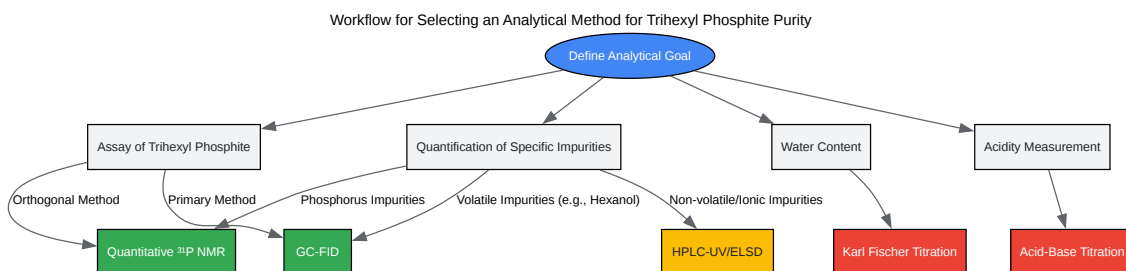 Workflow for Selecting an Analytical Method for Trihexyl Phosphite Purity
Define Analytical Goal
Assay of Trihexyl Phosphite
Quantification of Specific Impurities
Water Content
Acidity Measurement
Orthogonal Method
Primary Method
Phosphorus Impurities
Volatile Impurities (e.g., Hexanol)
Non-volatile/Ionic Impurities
Quantitative ³¹P NMR
GC-FID
HPLC-UV/ELSD
Karl Fischer Titration
Acid-Base Titration